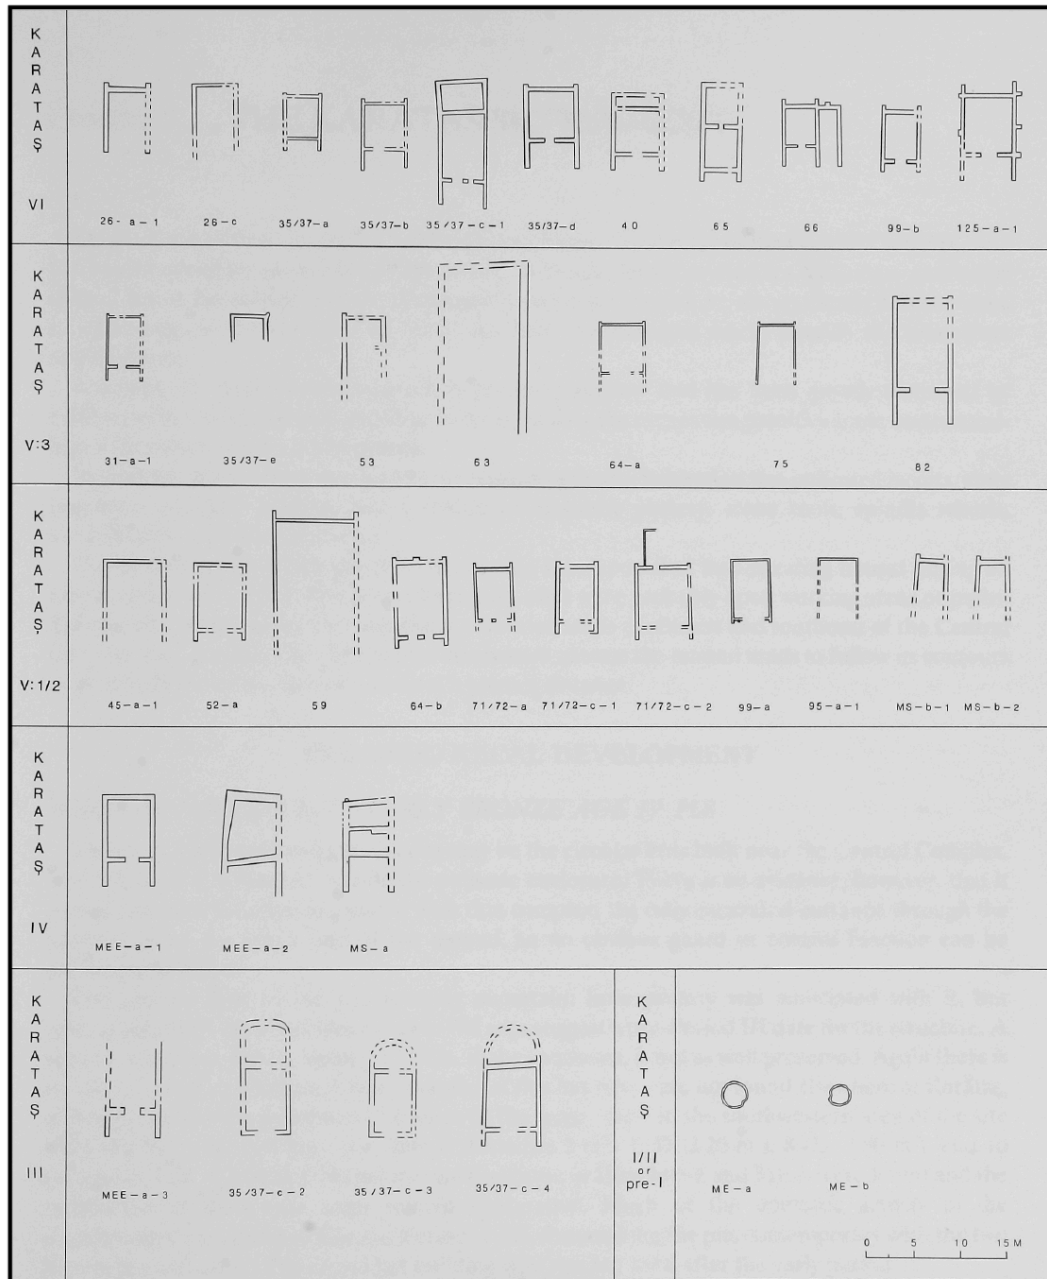 KARATAŞ
VI
26-a-1
26-c
35/37-a
35/37-b
35/37-c-1
35/37-d
40
65
66
99-b
125-a-1
KARATAŞ
V:3
31-a-1
35/37-e
53
63
64-a
75
82
KARATAŞ
V:1/2
45-a-1
52-a
59
64-b
71/72-a
71/72-c-1
71/72-c-2
99-a
95-a-1
MS-b-1
MS-b-2
KARATAŞ
IV
MEE-a-1
MEE-a-2
MS-a
KARATAŞ
III
MEE-a-3
35/37-c-2
35/37-c-3
35/37-c-4
KARATAŞ
I/II
or
pre-I
ME-a
ME-b
0 5 10 15 M